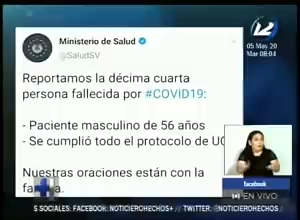 Ministerio de Salud
@SaludSV
12
05 May 20
Mar 08:04
Reportamos la décima cuarta
persona fallecida por #COVID19:
- Paciente masculino de 56 años
- Se cumplió todo el protocolo de
Nuestras oraciones están con la
EN VIVO
facebook
S SOCIALES: FACEBOOK: NOTICIEROHECHOS+ // TWITTER: @NOTICIEROHECHOS